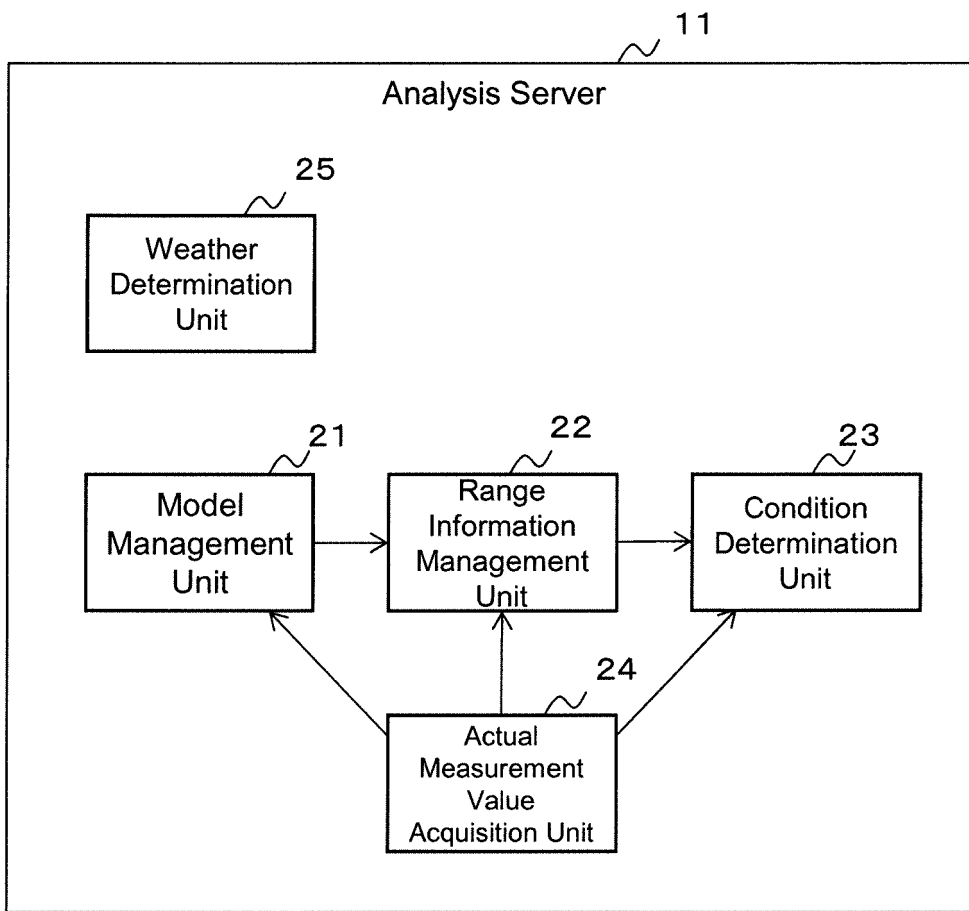 11
Analysis Server
25
Weather
Determination
Unit
21
Model
Management
Unit
22
Range
Information
Management
Unit
23
Condition
Determination
Unit
24
Actual
Measurement
Value
Acquisition Unit